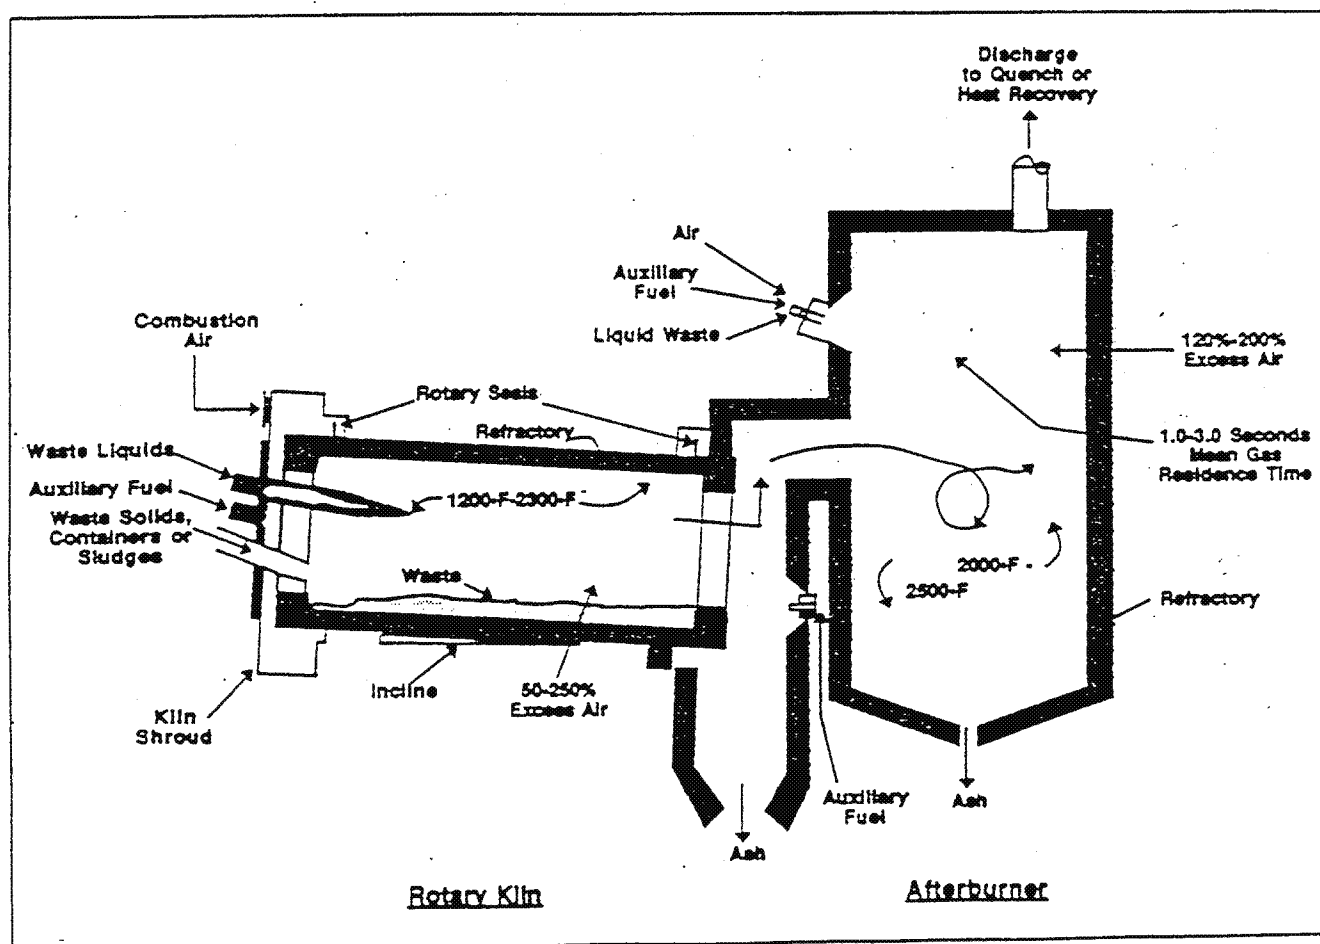 Discharge
to Quench or
Heat Recovery
Air
Auxiliary
Fuel
Liquid Waste
Combustion
Air
120%-200%
Excess Air
Rotary Seals
Refractory
1.0-3.0 Seconds
Mean Gas
Residence Time
Waste Liquids
Auxiliary Fuel
Waste Solids,
Containers or
Sludges
1200-F-2300-F
Waste
2000-F
2500-F
Refractory
Incline
50-250%
Excess Air
Kiln
Shroud
Auxiliary
Fuel
Ash
Ash
Rotary Kiln
Afterburner